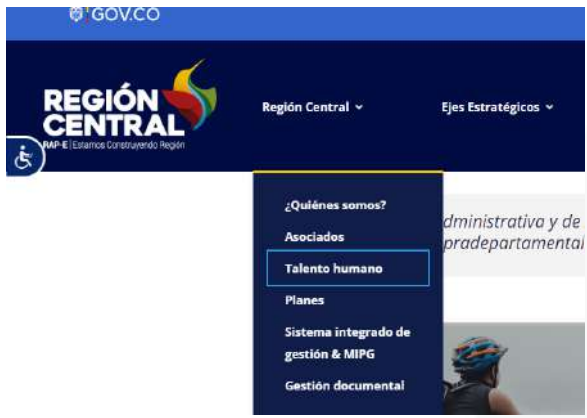 GOV.CO
REGIÓN
CENTRAL
RAP-E | Estamos Construyendo Región
Región Central
Ejes Estratégicos
¿Quiénes somos?
Asociados
dministrativa y de
pradepartamental
Talento humano
Planes
Sistema integrado de
gestión & MIPG
Gestión documental